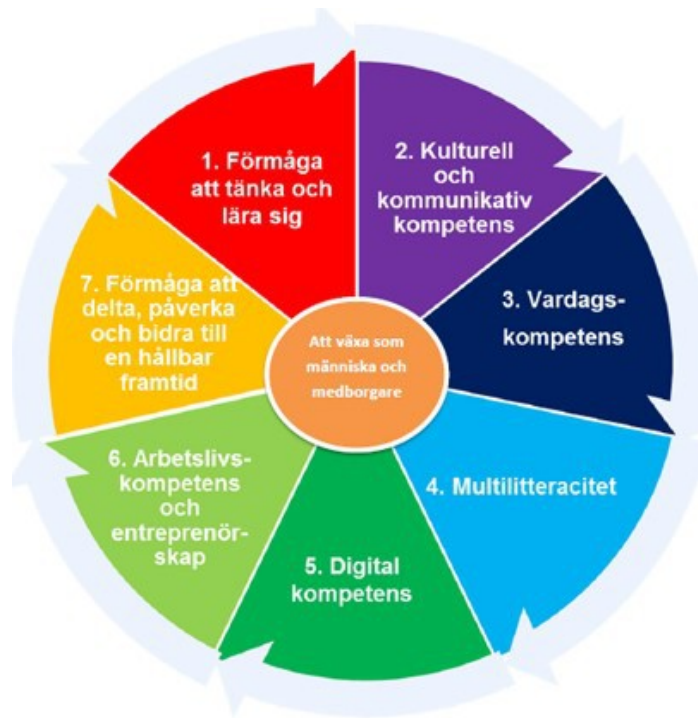 1. Förmåga
att tänka och
lära sig
2. Kulturell
och
kommunikativ
kompetens
3. Vardags-
kompetens
4. Multilitteracitet
5. Digital
kompetens
6. Arbetslivs-
kompetens
och
entreprenör-
skap
7. Förmåga att
delta, påverka
och bidra till
en hållbar
framtid
Att växa som
människa och
medborgare